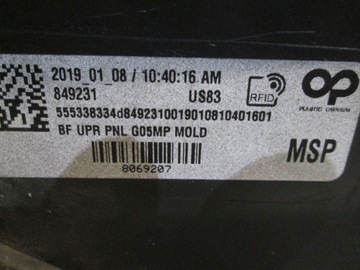 2019_01_08 / 10:40:16 AM
849231 US83
RFID
PLASTIC OMNIUM
555338334d8492310019010810401601
BF UPR PNL G05MP MOLD
MSP
8069207